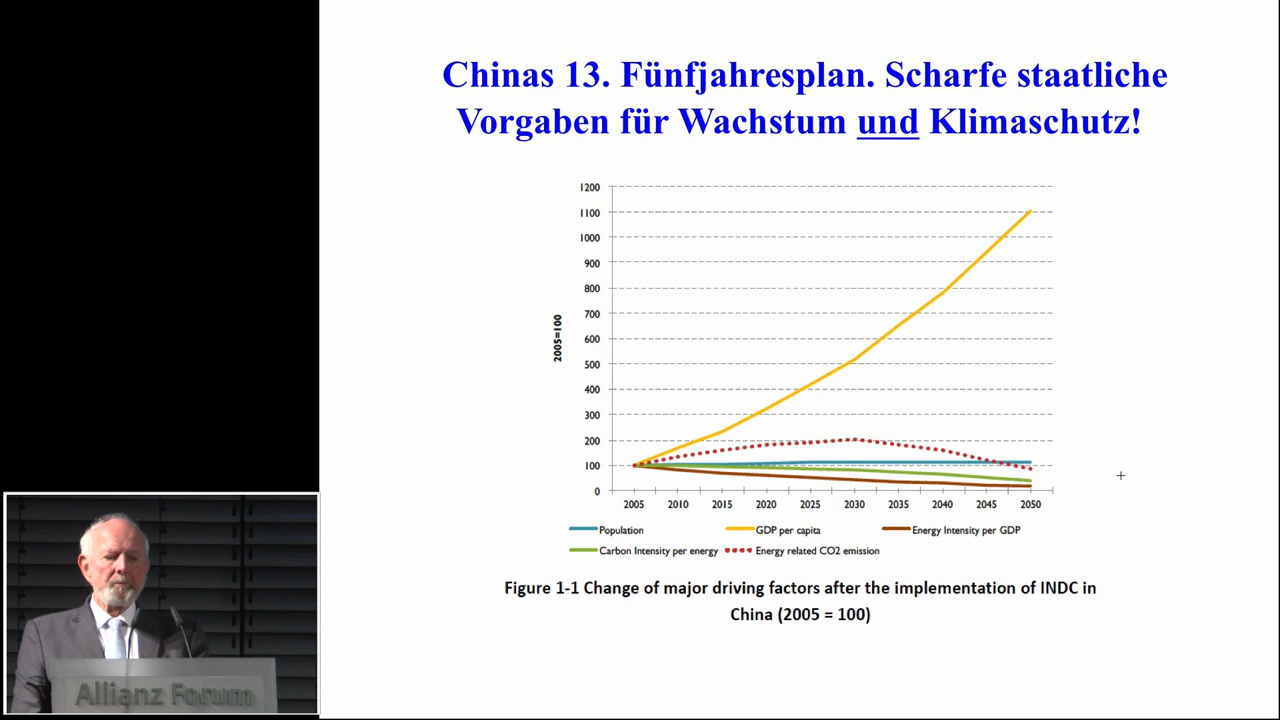 Chinas 13. Fünfjahresplan. Scharfe staatliche
Vorgaben für Wachstum und Klimaschutz!
1200
1100
1000
900
800
700
600
500
400
300
200
100
0
2005=100
2005 2010 2015 2020 2025 2030 2035 2040 2045 2050
Population GDP per capita Energy Intensity per GDP
Carbon Intensity per energy Energy related CO2 emission
Figure 1-1 Change of major driving factors after the implementation of INDC in
China (2005 = 100)
Allianz Forum